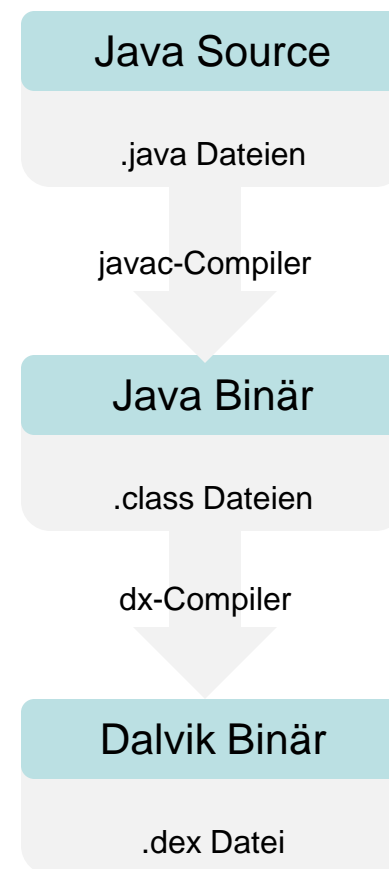 Java Source
.java Dateien
javac-Compiler
Java Binär
.class Dateien
dx-Compiler
Dalvik Binär
.dex Datei